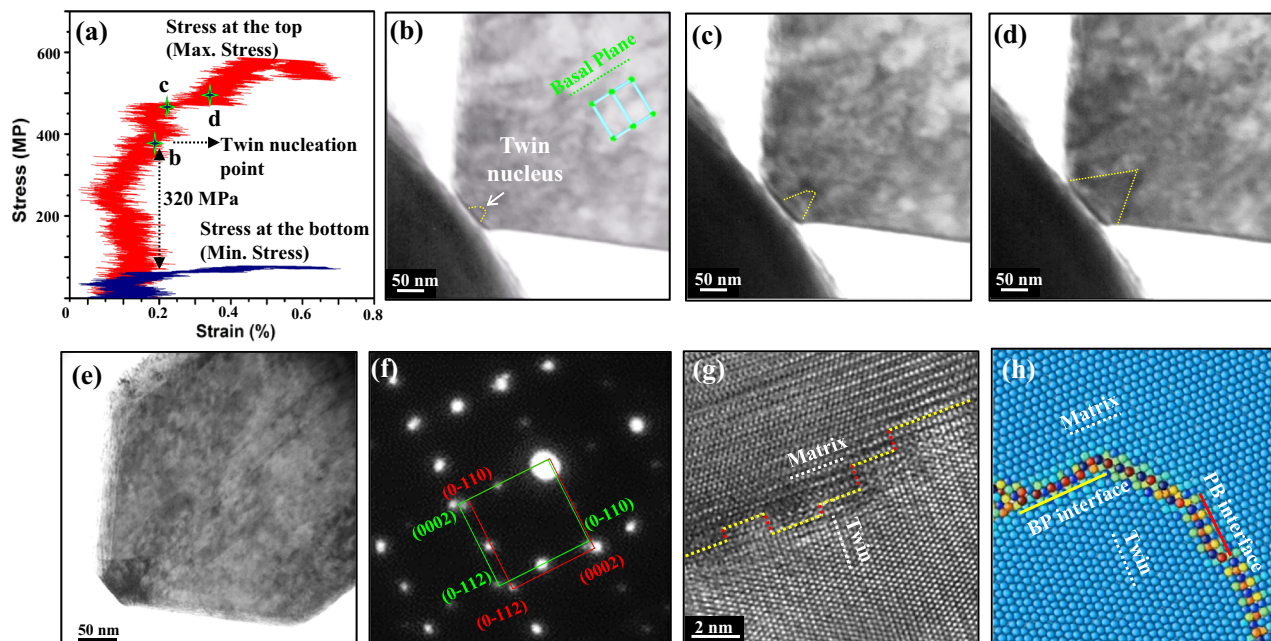 (a)
Stress at the top
(Max. Stress)
600
400
200
0
Stress (MP)
c
d
b
Twin nucleation
point
320 MPa
Stress at the bottom
(Min. Stress)
0
0.2
0.4
0.6
0.8
Strain (%)
(b)
Basal Plane
Twin
nucleus
50 nm
(c)
50 nm
(d)
50 nm
(e)
50 nm
(f)
(0-110)
(0002)
(0-110)
(0-112)
(0002)
(0-112)
(g)
Matrix
Twin
2 nm
(h)
Matrix
BP interface
PB interface
Twin